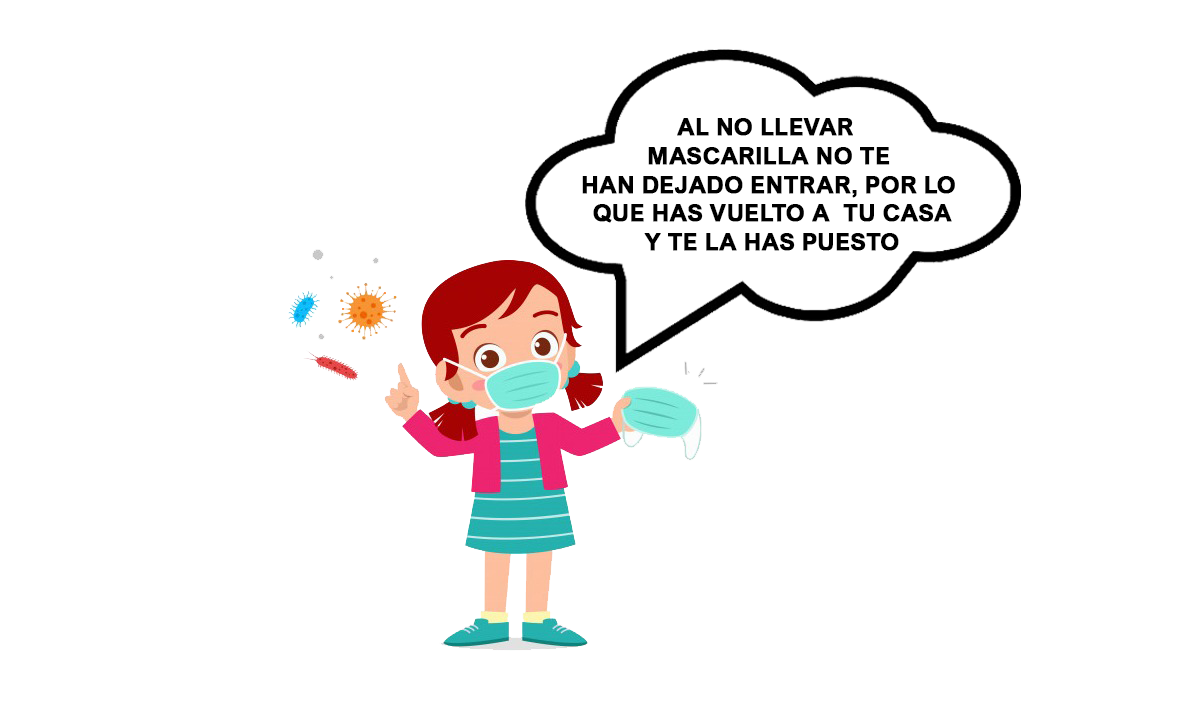 AL NO LLEVAR
MASCARILLA NO TE
HAN DEJADO ENTRAR, POR LO
QUE HAS VUELTO A  TU CASA
Y TE LA HAS PUESTO